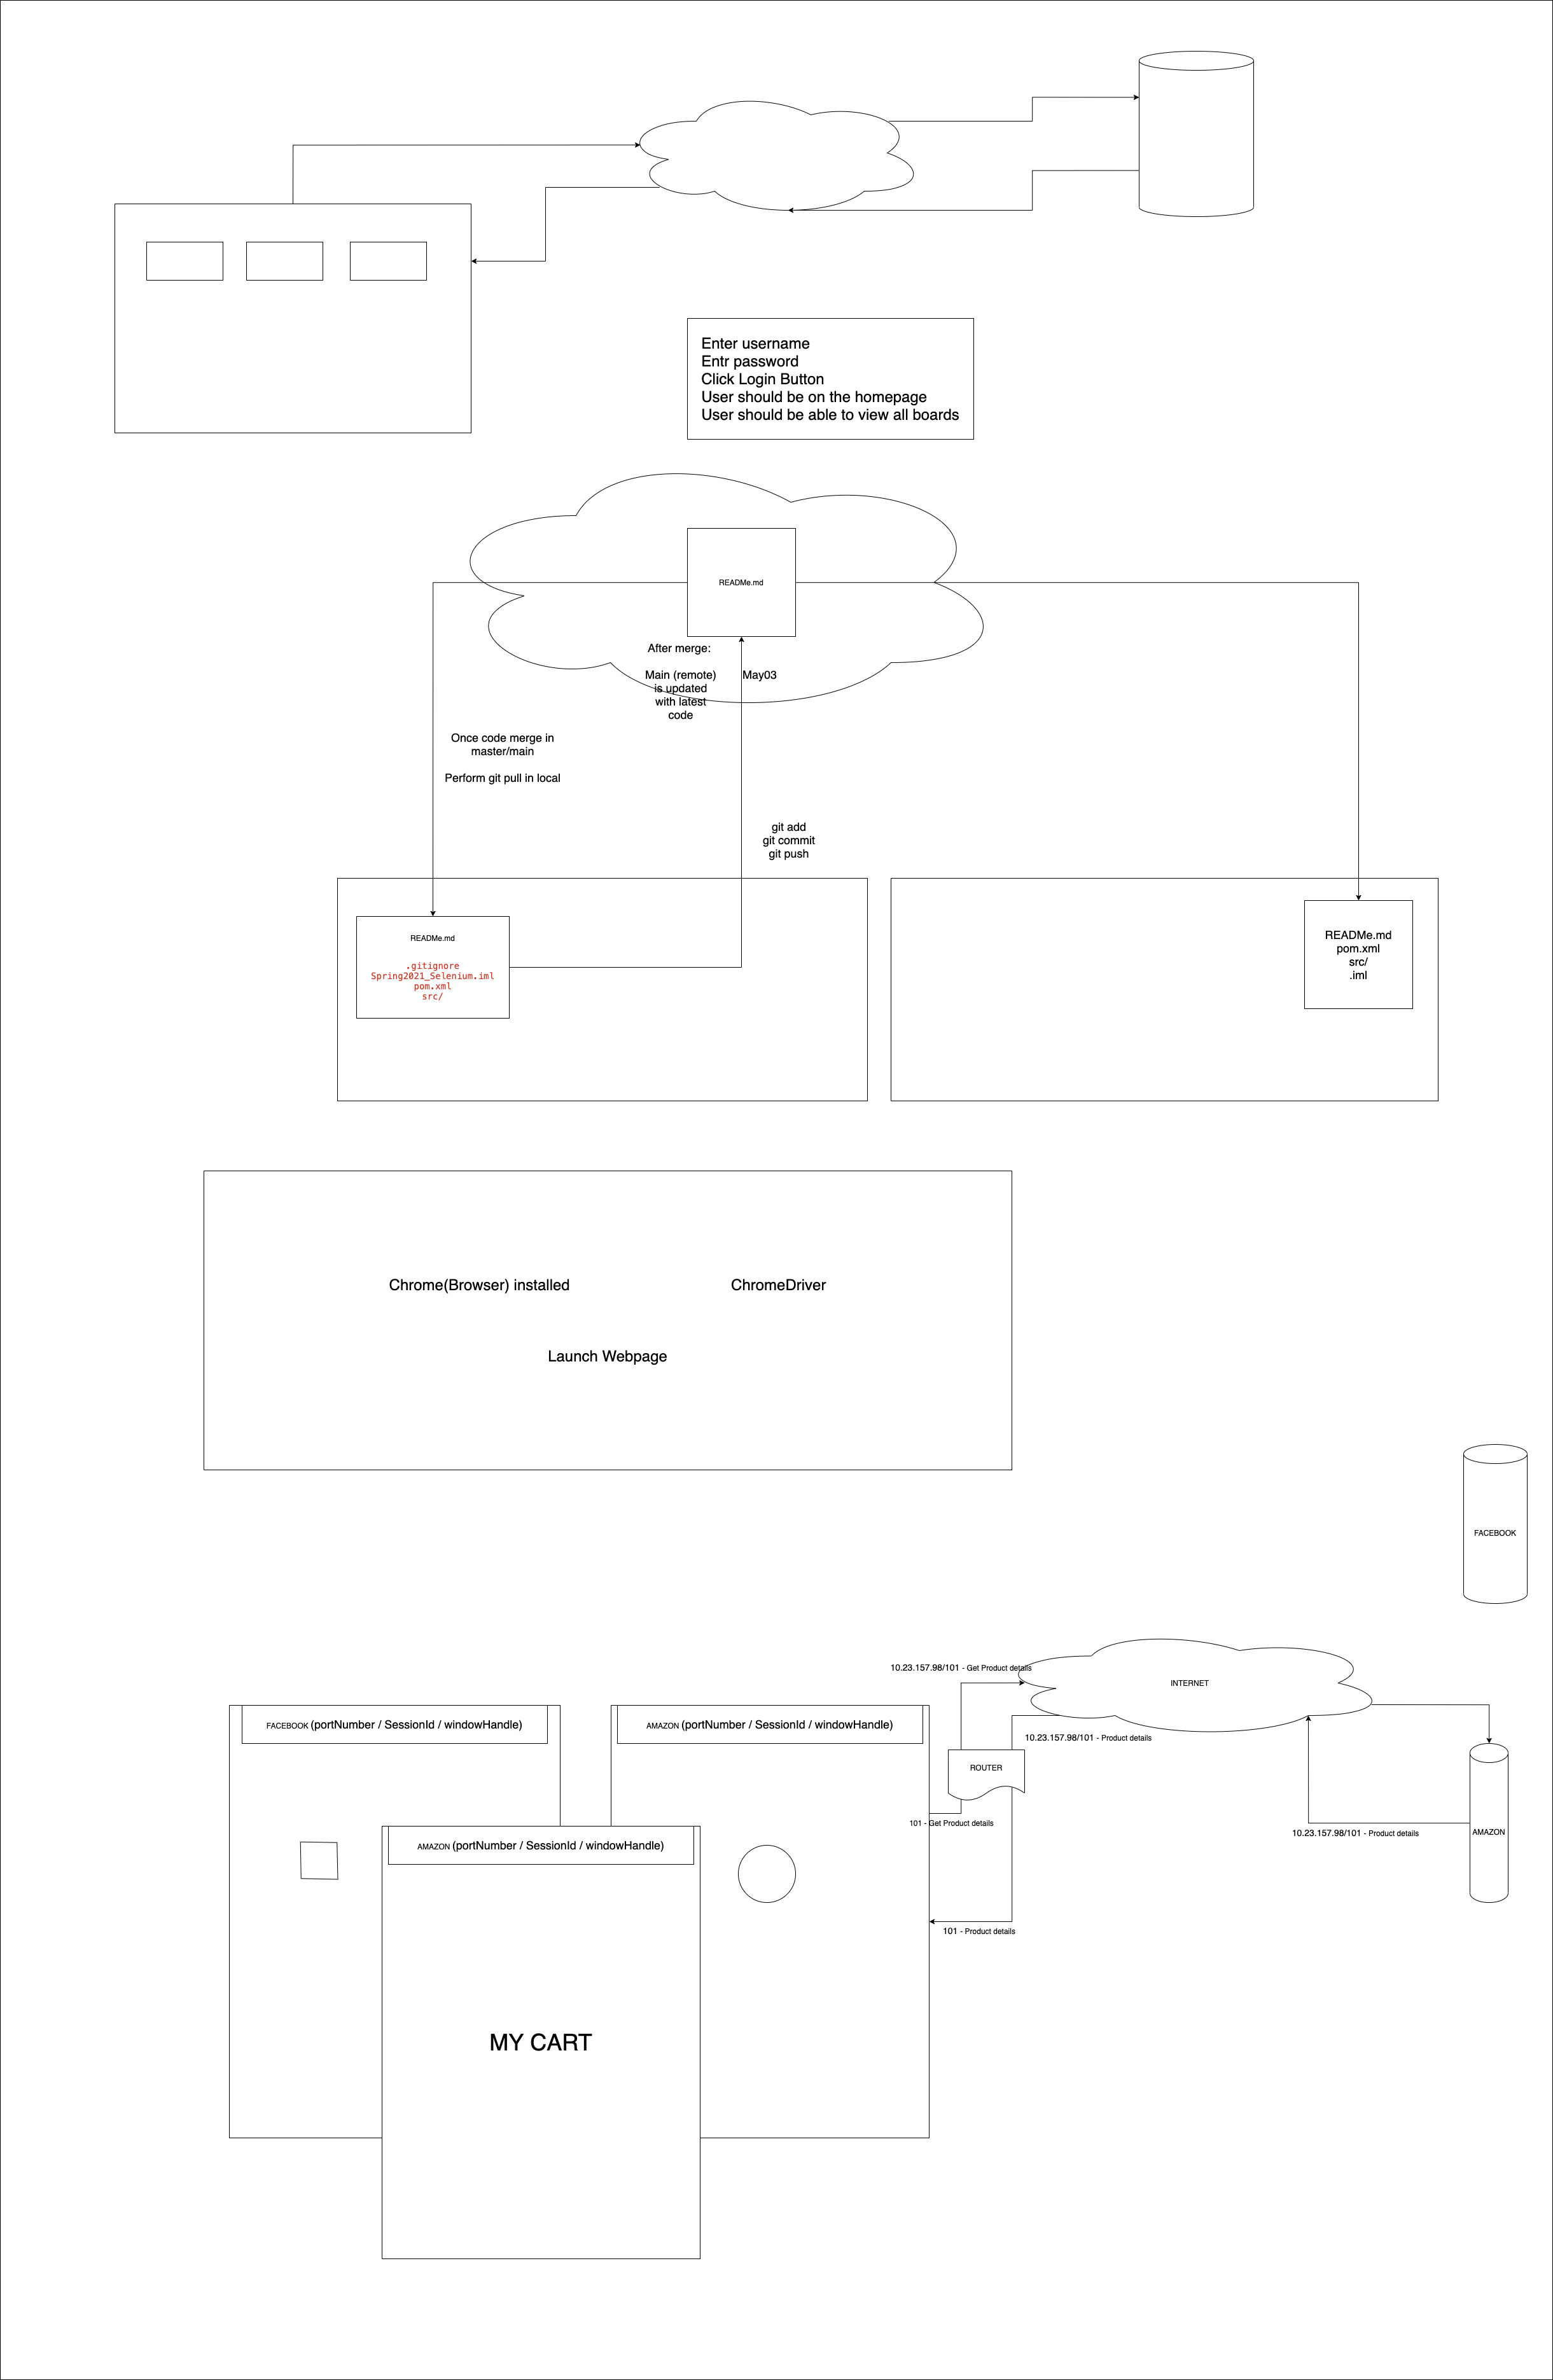 Enter username
Entr password
Click Login Button
User should be on the homepage
User should be able to view all boards
READMe.md
After merge:
Main (remote)
is updated
with latest
code
May03
Once code merge in
master/main
Perform git pull in local
git add
git commit
git push
READMe.md
.gitignore
Spring2021_Selenium.iml
pom.xml
src/
READMe.md
pom.xml
src/
.iml
Chrome(Browser) installed
ChromeDriver
Launch Webpage
FACEBOOK
10.23.157.98/101 - Get Product details
INTERNET
FACEBOOK (portNumber / SessionId / windowHandle)
AMAZON (portNumber / SessionId / windowHandle)
10.23.157.98/101 - Product details
ROUTER
101 - Get Product details
10.23.157.98/101 - Product details
AMAZON
AMAZON (portNumber / SessionId / windowHandle)
101 - Product details
MY CART